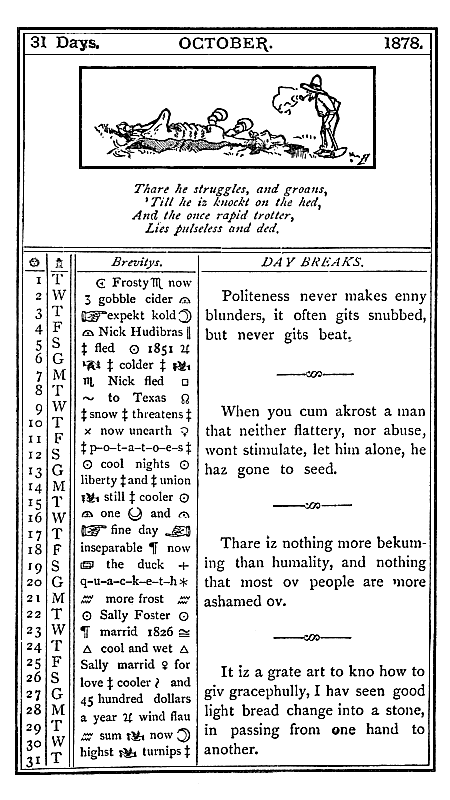 31 Days. OCTOBER. 1878.
Thare he struggles, and groans,
'Till he iz knockt on the hed,
And the once rapid trotter,
Lies pulseless and ded.
1 T
2 W
3 T
4 F
5 S
6 G
7 M
8 T
9 W
10 T
11 F
12 S
13 G
14 M
15 T
16 W
17 T
18 F
19 S
20 G
21 M
22 T
23 W
24 T
25 F
26 S
27 G
28 M
29 T
30 W
31 T
Brevitys.
☾ Frosty ♏ now
3 gobble cider
☞ expekt kold ☽
Nick Hudibras ‖
‡ fled ⊙ 1851 ♃
‡ colder ‡
♏ Nick fled □
~ to Texas ☊
‡ snow ‡ threatens ‡
× now unearth ♀
‡ p–o–t–a–t–o–e–s ‡
⊙ cool nights ⊙
liberty ‡ and ‡ union
still ‡ cooler ⊙
one and
☞ fine day
inseparable ¶ now
the duck +
q–u–a–c–k–e–t–h *
more frost
⊙ Sally Foster ⊙
¶ marrid 1826 ≅
△ cool and wet △
Sally marrid ♀ for
love ‡ cooler ? and
45 hundred dollars
a year ♃ wind flau
sum now ☽
highst turnips ‡
DAY BREAKS.
Politeness never makes enny
blunders, it often gits snubbed,
but never gits beat.
When you cum akrost a man
that neither flattery, nor abuse,
wont stimulate, let him alone, he
haz gone to seed.
Thare iz nothing more bekum-
ing than humality, and nothing
that most ov people are more
ashamed ov.
It iz a grate art to kno how to
giv gracephully, I hav seen good
light bread change into a stone,
in passing from one hand to
another.